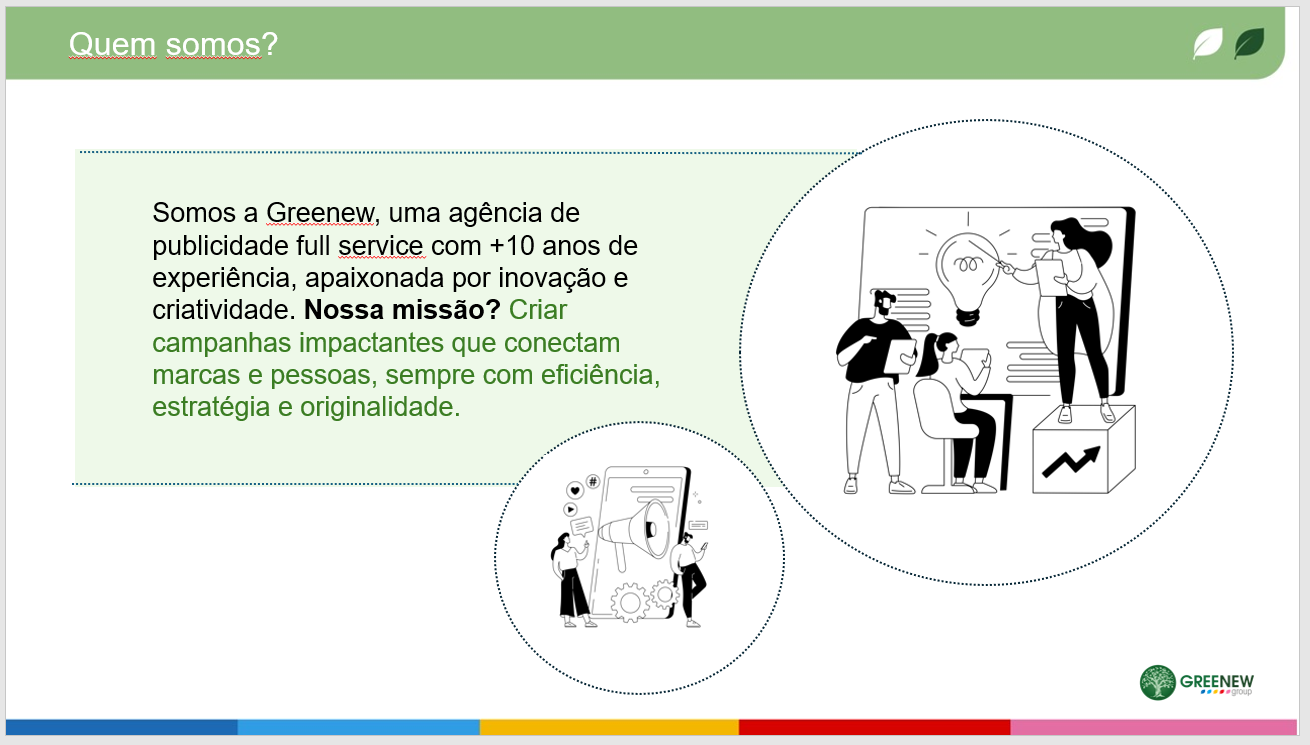 Quem somos?
Somos a Greenew, uma agência de
publicidade full service com +10 anos de
experiência, apaixonada por inovação e
criatividade. Nossa missão? Criar
campanhas impactantes que conectam
marcas e pessoas, sempre com eficiência,
estratégia e originalidade.
#
GREENEW
group